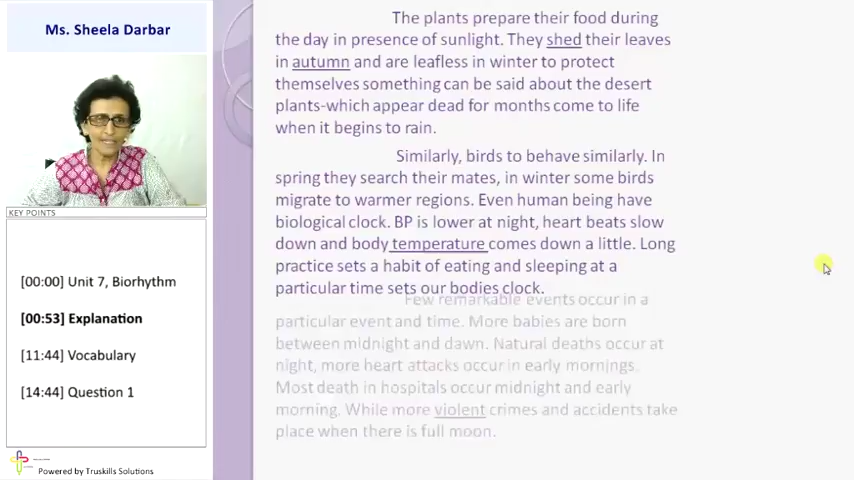 Ms. Sheela Darbar
KEY POINTS
[00:00] Unit 7, Biorhythm
[00:53] Explanation
[11:44] Vocabulary
[14:44] Question 1
Powered by Truskills Solutions
The plants prepare their food during
the day in presence of sunlight. They shed their leaves
in autumn and are leafless in winter to protect
themselves something can be said about the desert
plants-which appear dead for months come to life
when it begins to rain.
Similarly, birds to behave similarly. In
spring they search their mates, in winter some birds
migrate to warmer regions. Even human being have
biological clock. BP is lower at night, heart beats slow
down and body temperature comes down a little. Long
practice sets a habit of eating and sleeping at a
particular time sets our bodies clock.
Few remarkable events occur in a
particular event and time. More babies are born
between midnight and dawn. Natural deaths occur at
night, more heart attacks occur in early mornings.
Most death in hospitals occur midnight and early
morning. While more violent crimes and accidents take
place when there is full moon.